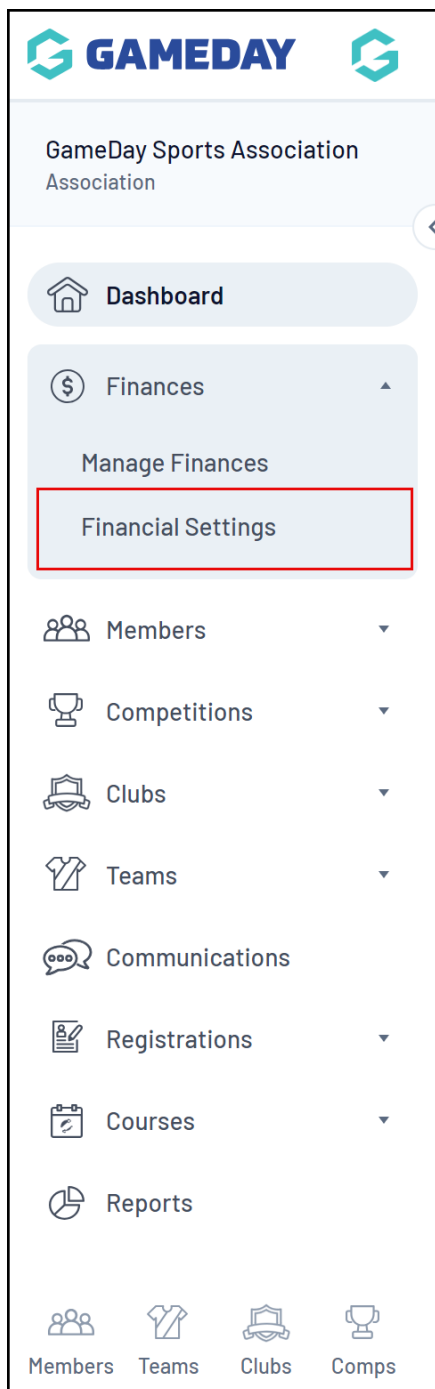 GAMEDAY
GameDay Sports Association
Association
Dashboard
Finances
Manage Finances
Financial Settings
Members
Competitions
Clubs
Teams
Communications
Registrations
Courses
Reports
Members Teams Clubs Comps